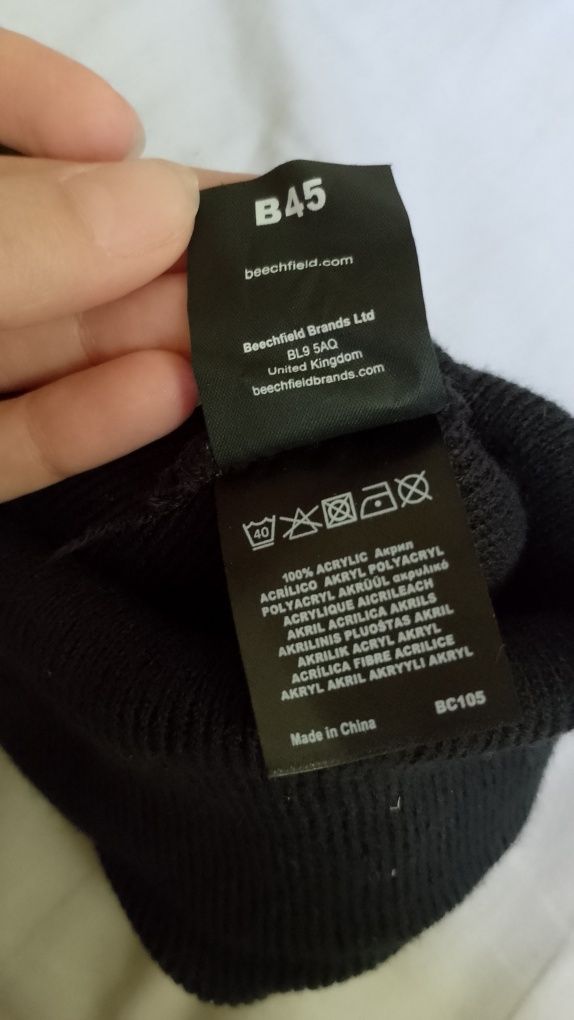 B45
beechfield.com
Beechfield Brands Ltd
BL9 5AQ
United Kingdom
beechfieldbrands.com
40
100% ACRYLIC Акрил
ACRÍLICO AKRYL POLYACRYL
POLYACRYL AKRÜÜL ακρυλικό
ACRYLIQUE AICRILEACH
AKRIL ACRILICA AKRILS
AKRILINIS PLUOŠTAS AKRIL
AKRILIK ACRYL AKRYL
ACRÍLICA FIBRE ACRILICE
AKRYL AKRIL AKRYYLI AKRYL
Made in China
BC105